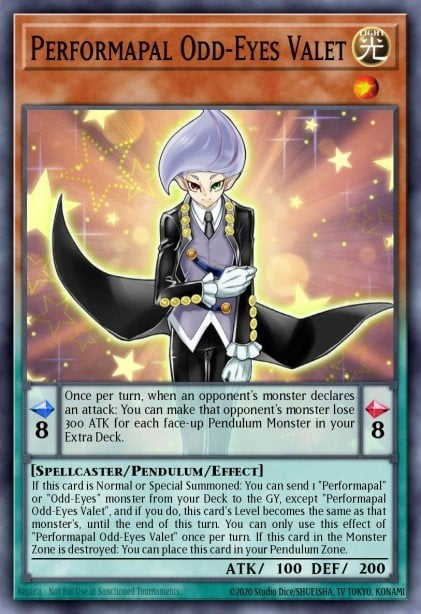 Performapal Odd-Eyes Valet
LIGHT
光
Once per turn, when an opponent's monster declares
an attack: You can make that opponent's monster lose
300 ATK for each face-up Pendulum Monster in your
Extra Deck.
8
8
[Spellcaster/Pendulum/Effect]
If this card is Normal or Special Summoned: You can send 1 "Performapal"
or "Odd-Eyes" monster from your Deck to the GY, except "Performapal
Odd-Eyes Valet", and if you do, this card's Level becomes the same as that
monster's, until the end of this turn. You can only use this effect of
"Performapal Odd-Eyes Valet" once per turn. If this card in the Monster
Zone is destroyed: You can place this card in your Pendulum Zone.
ATK/ 100 DEF/ 200
Replica - Not For Use in Sanctioned Tournaments
©2020 Studio Dice/SHUEISHA, TV TOKYO, KONAMI